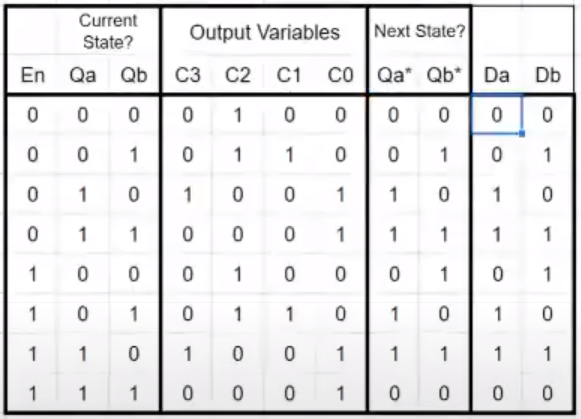 Current State? Output Variables Next State?
En Qa Qb C3 C2 C1 C0 Qa* Qb* Da Db
0 0 0 0 1 0 0 0 0 0 0
0 0 1 0 1 1 0 0 1 0 1
0 1 0 1 0 0 1 1 0 1 0
0 1 1 0 0 0 1 1 1 1 1
1 0 0 0 1 0 0 0 1 0 1
1 0 1 0 1 1 0 1 0 1 0
1 1 0 1 0 0 1 1 1 1 1
1 1 1 0 0 0 1 0 0 0 0